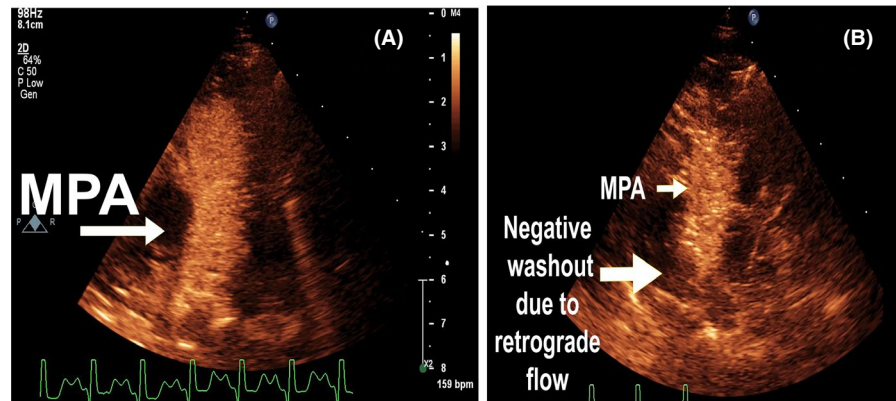 98Hz
8.1cm
2D
64%
C 50
P Low
Gen
P
(A)
M4
0
1
2
3
4
5
6
7
8
MPA
P R
X2
159 bpm
P
(B)
MPA
Negative
washout
due to
retrograde
flow